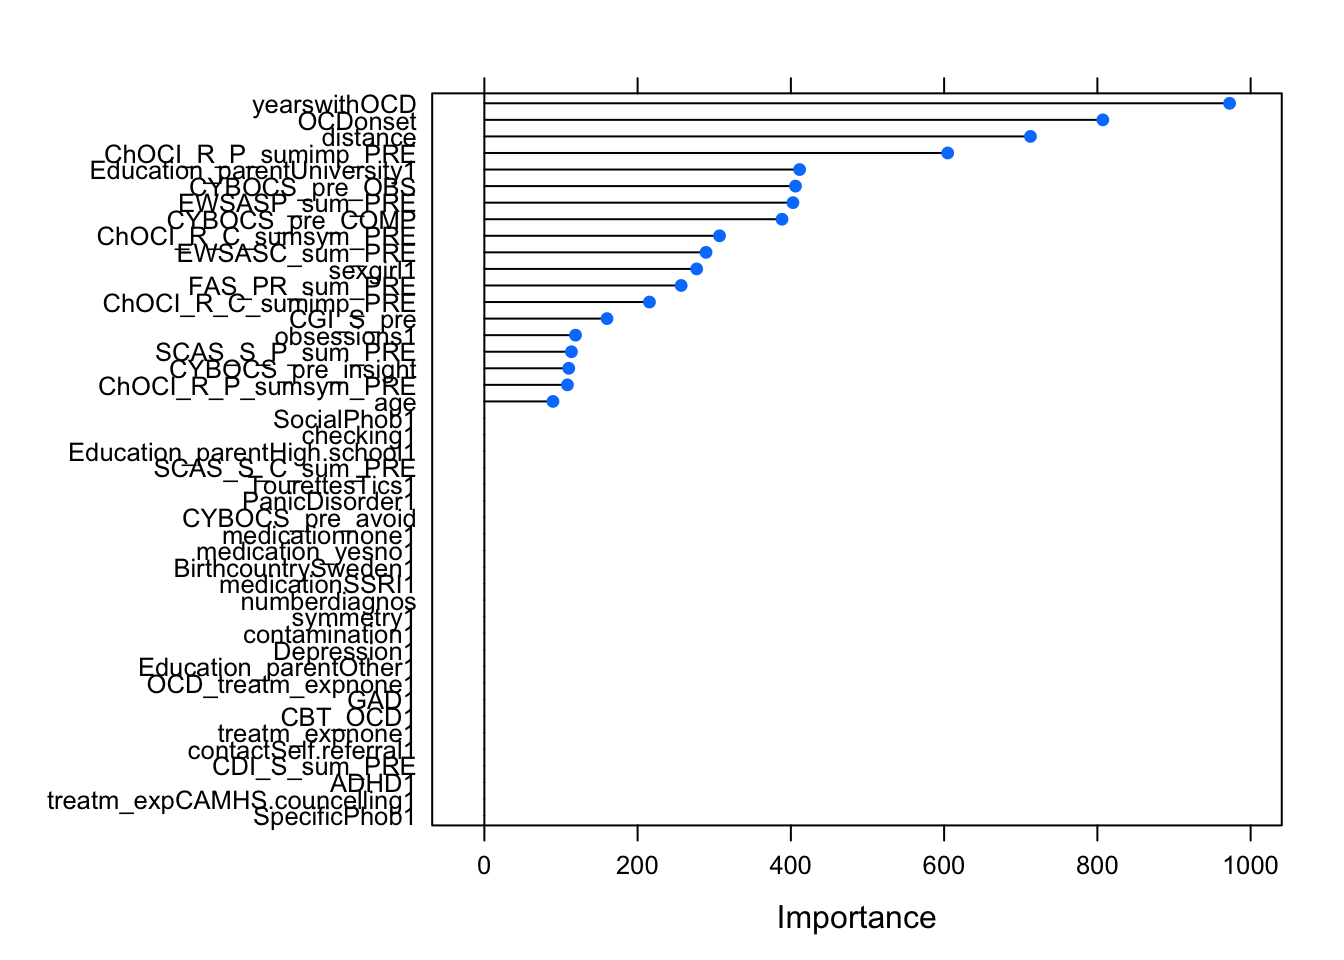 yearswithOCD
OCDonset
distance
ChOCI_R_P_sumimp_PRE
Education_parentUniversity1
CYBOCS_pre_OBS
EWSASP_sum_PRE
CYBOCS_pre_COMP
ChOCI_R_C_sumsym_PRE
EWSASC_sum_PRE
sexgirl1
FAS_PR_sum_PRE
ChOCI_R_C_sumimp_PRE
CGI_S_pre
obsessions1
SCAS_S_P_sum_PRE
CYBOCS_pre_insight
ChOCI_R_P_sumsym_PRE
age
SocialPhob1
checking1
Education_parentHigh.school1
SCAS_S_C_sum_PRE
TourettesTics1
PanicDisorder1
CYBOCS_pre_avoid
medicationnone1
medication_yesno1
BirthcountrySweden1
medicationSSRI1
numberdiagnos
symmetry1
contamination1
Depression1
Education_parentOther1
OCD_treatm_expnone1
GAD1
CBT_OCD1
treatm_expnone1
contactSelf.referral1
CDI_S_sum_PRE
ADHD1
treatm_expCAMHS.councelling1
SpecificPhob1
0 200 400 600 800 1000
Importance